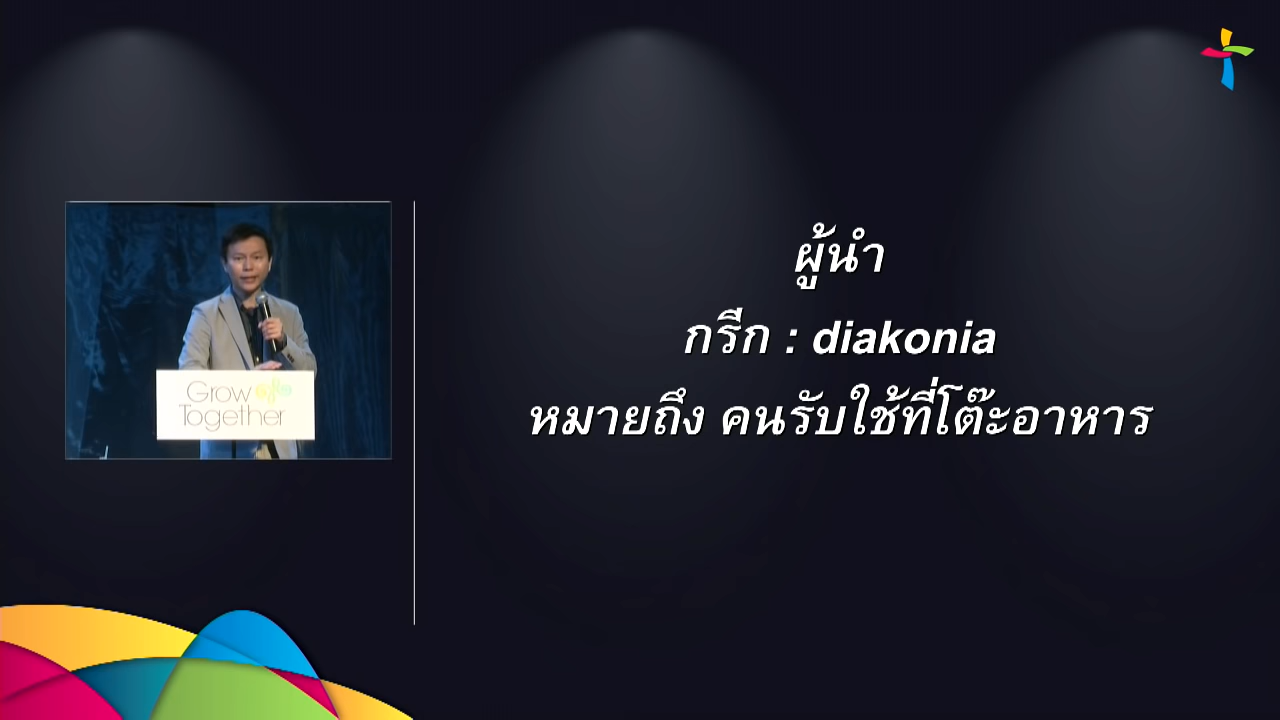 ผู้นำ
กรีก : diakonia
หมายถึง คนรับใช้ที่โต๊ะอาหาร
Grow
Together